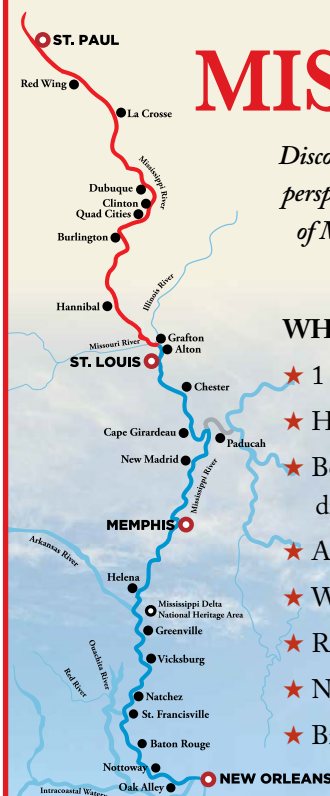 ST. PAUL
Red Wing
MIS
La Crosse
Disco
persp
of M
Mississippi River
Dubuque
Clinton
Quad Cities
Burlington
Illinois River
Hannibal
WH
Missouri River
Grafton
Alton
ST. LOUIS
1
Chester
H
Cape Girardeau
Paducah
New Madrid
Mississippi River
B
d
MEMPHIS
Arkansas River
A
Helena
Mississippi Delta
National Heritage Area
W
Greenville
R
Vicksburg
Ouachita River
Red River
N
Natchez
St. Francisville
B
Baton Rouge
Nottoway
NEW ORLEANS
Oak Alley
Intracoastal Waterw